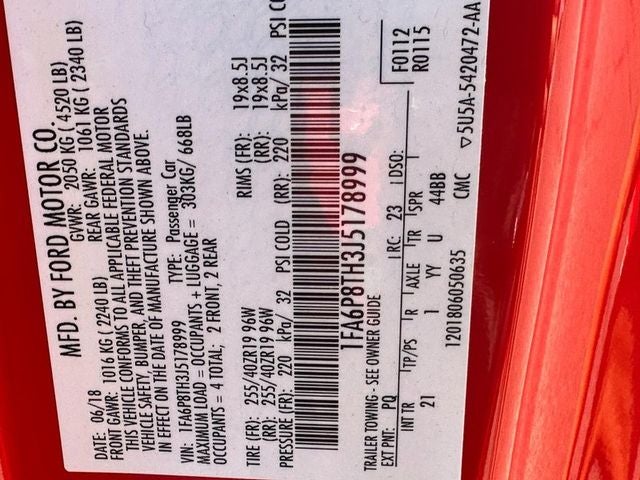 MFD. BY FORD MOTOR CO.
DATE: 06/18 GVWR: 2050 KG ( 4520 LB)
FRONT GAWR: 1016 KG ( 2240 LB) REAR GAWR: 1061 KG ( 2340 LB)
THIS VEHICLE CONFORMS TO ALL APPLICABLE FEDERAL MOTOR
VEHICLE SAFETY, BUMPER, AND THEFT PREVENTION STANDARDS
IN EFFECT ON THE DATE OF MANUFACTURE SHOWN ABOVE.
VIN: 1FA6P8TH3J5178999 TYPE: Passenger Car
MAXIMUM LOAD = OCCUPANTS + LUGGAGE = 303KG/ 668LB
OCCUPANTS = 4 TOTAL; 2 FRONT, 2 REAR
TIRE (FR): 255/40ZR19 96W RIMS (FR): 19x8.5J
(RR): 255/40ZR19 96W (RR): 19x8.5J
PRESSURE (FR): 220 kPa/ 32 PSI COLD (RR): 220 kPa/ 32 PSI CO
1FA6P8TH3J5178999
TRAILER TOWING - SEE OWNER GUIDE F0112
EXT PNT: PQ RC: 23 DSO: R0115
INT TR TP/PS R AXLE TR SPR
21 1 YY U 44BB
1201806050635 CMC ▽5U5A-5420472-AA